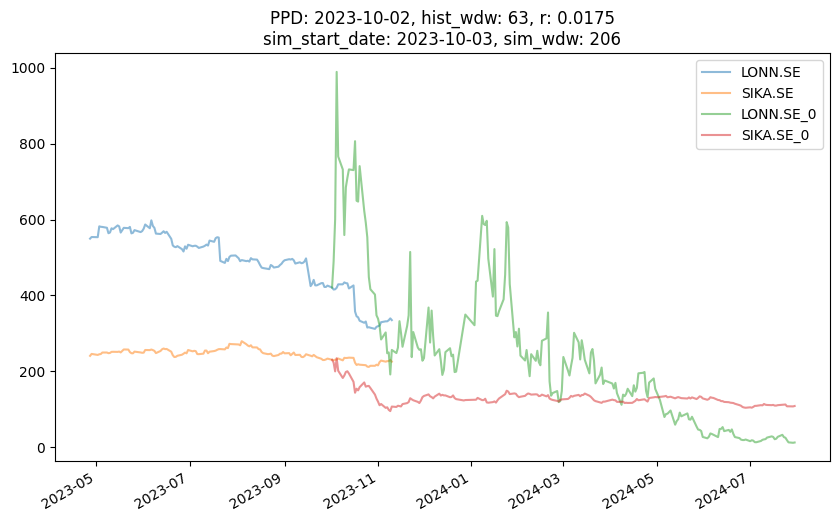 PPD: 2023-10-02, hist_wdw: 63, r: 0.0175
sim_start_date: 2023-10-03, sim_wdw: 206
1000
800
600
400
200
0
LONN.SE
SIKA.SE
LONN.SE_0
SIKA.SE_0
2023-05
2023-07
2023-09
2023-11
2024-01
2024-03
2024-05
2024-07